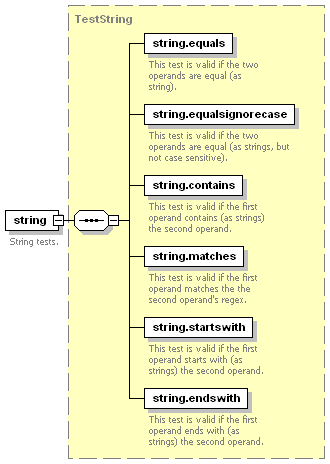 TestString
string.equals
This test is valid if the two
operands are equal (as
string).
string.equalsignorecase
This test is valid if the two
operands are equal (as strings, but
not case sensitive).
string.contains
This test is valid if the first
operand contains (as strings)
the second operand.
string
String tests.
string.matches
This test is valid if the first
operand matches the the
second operand's regex.
string.startswith
This test is valid if the first
operand starts with (as
strings) the second operand.
string.endswith
This test is valid if the first
operand ends with (as
strings) the second operand.